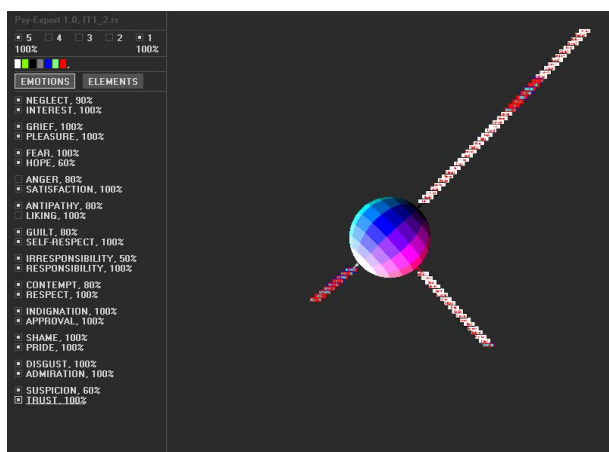 Psy-Expert 1.0, IT1_2.rs
5 4 3 2 1
100% 100%
EMOTIONS ELEMENTS
NEGLECT, 90%
INTEREST, 100%
GRIEF, 100%
PLEASURE, 100%
FEAR, 100%
HOPE, 60%
ANGER, 80%
SATISFACTION, 100%
ANTIPATHY, 80%
LIKING, 100%
GUILT, 80%
SELF-RESPECT, 100%
IRRESPONSIBILITY, 50%
RESPONSIBILITY, 100%
CONTEMPT, 80%
RESPECT, 100%
INDIGNATION, 100%
APPROVAL, 100%
SHAME, 100%
PRIDE, 100%
DISGUST, 100%
ADMIRATION, 100%
SUSPICION, 60%
TRUST, 100%